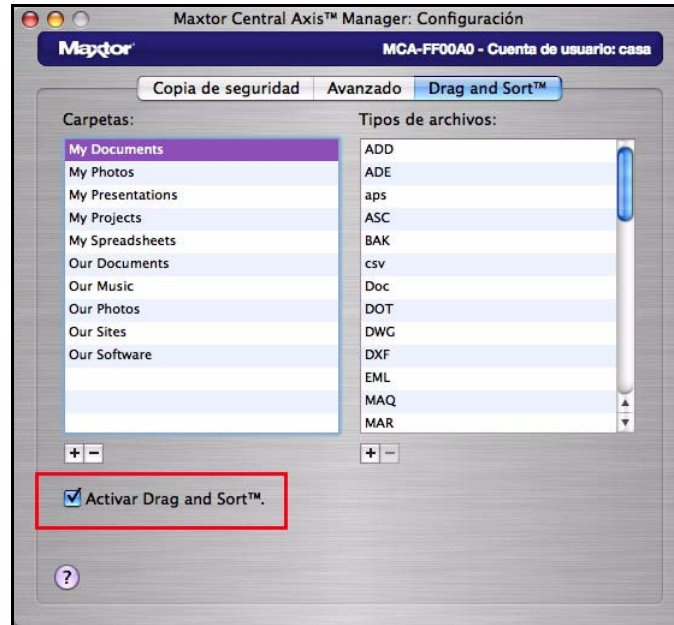 Maxtor Central Axis™ Manager: Configuración
Maxtor
MCA-FF00A0 - Cuenta de usuario: casa
Copia de seguridad
Avanzado
Drag and Sort™
Carpetas:
My Documents
My Photos
My Presentations
My Projects
My Spreadsheets
Our Documents
Our Music
Our Photos
Our Sites
Our Software
Tipos de archivos:
ADD
ADE
aps
ASC
BAK
csv
Doc
DOT
DWG
DXF
EML
MAQ
MAR
+ −
+ −
Activar Drag and Sort™.
?